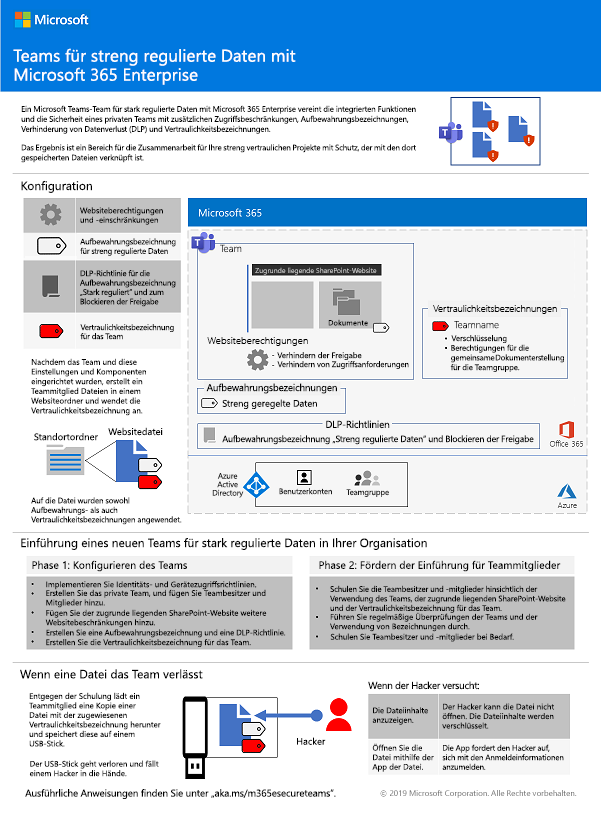 Microsoft
Teams für streng regulierte Daten mit
Microsoft 365 Enterprise
Ein Microsoft Teams-Team für stark regulierte Daten mit Microsoft 365 Enterprise vereint die integrierten Funktionen
und die Sicherheit eines privaten Teams mit zusätzlichen Zugriffsbeschränkungen, Aufbewahrungsbezeichnungen,
Verhinderung von Datenverlust (DLP) und Vertraulichkeitsbezeichnungen.
Das Ergebnis ist ein Bereich für die Zusammenarbeit für Ihre streng vertraulichen Projekte mit Schutz, der mit den dort
gespeicherten Dateien verknüpft ist.
Konfiguration
Websiteberechtigungen
und -einschränkungen
Aufbewahrungsbezeichnung
für streng regulierte Daten
DLP-Richtlinie für die
Aufbewahrungsbezeichnung
„Stark reguliert" und zum
Blockieren der Freigabe
Vertraulichkeitsbezeichnung
für das Team
Nachdem das Team und diese
Einstellungen und Komponenten
eingerichtet wurden, erstellt ein
Teammitglied Dateien in einem
Websiteordner und wendet die
Vertraulichkeitsbezeichnung an.
Standortordner
Websitedatei
Auf die Datei wurden sowohl
Aufbewahrungs- als auch
Vertraulichkeitsbezeichnungen angewendet.
Microsoft 365
Team
Zugrunde liegende SharePoint-Website
Dokumente
Websiteberechtigungen
- Verhindern der Freigabe
- Verhindern von Zugriffsanforderungen
Vertraulichkeitsbezeichnungen
Teamname
• Verschlüsselung
• Berechtigungen für die
gemeinsame Dokumenterstellung
für die Teamgruppe.
Aufbewahrungsbezeichnungen
Streng geregelte Daten
DLP-Richtlinien
Aufbewahrungsbezeichnung „Streng regulierte Daten" und Blockieren der Freigabe
Office 365
Azure
Active
Directory
Benutzerkonten
Teamgruppe
Azure
Einführung eines neuen Teams für stark regulierte Daten in Ihrer Organisation
Phase 1: Konfigurieren des Teams
• Implementieren Sie Identitäts- und Gerätezugriffsrichtlinien.
• Erstellen Sie das private Team, und fügen Sie Teambesitzer und
Mitglieder hinzu.
• Fügen Sie der zugrunde liegenden SharePoint-Website weitere
Websitebeschränkungen hinzu.
• Erstellen Sie eine Aufbewahrungsbezeichnung und eine DLP-Richtlinie.
• Erstellen Sie die Vertraulichkeitsbezeichnung für das Team.
Phase 2: Fördern der Einführung für Teammitglieder
• Schulen Sie die Teambesitzer und -mitglieder hinsichtlich der
Verwendung des Teams, der zugrunde liegenden SharePoint-Website
und der Vertraulichkeitsbezeichnung für das Team.
• Führen Sie regelmäßige Überprüfungen der Teams und der
Verwendung von Bezeichnungen durch.
• Schulen Sie Teambesitzer und -mitglieder bei Bedarf.
Wenn eine Datei das Team verlässt
Entgegen der Schulung lädt ein
Teammitglied eine Kopie einer
Datei mit der zugewiesenen
Vertraulichkeitsbezeichnung herunter
und speichert diese auf einem
USB-Stick.
Der USB-Stick geht verloren und fällt
einem Hacker in die Hände.
Hacker
Wenn der Hacker versucht:
Die Dateiinhalte
anzuzeigen.
Der Hacker kann die Datei nicht
öffnen. Die Dateiinhalte werden
verschlüsselt.
Öffnen Sie die
Datei mithilfe der
App der Datei.
Die App fordert den Hacker auf,
sich mit den Anmeldeinformationen
anzumelden.
Ausführliche Anweisungen finden Sie unter „aka.ms/m365esecureteams".
© 2019 Microsoft Corporation. Alle Rechte vorbehalten.